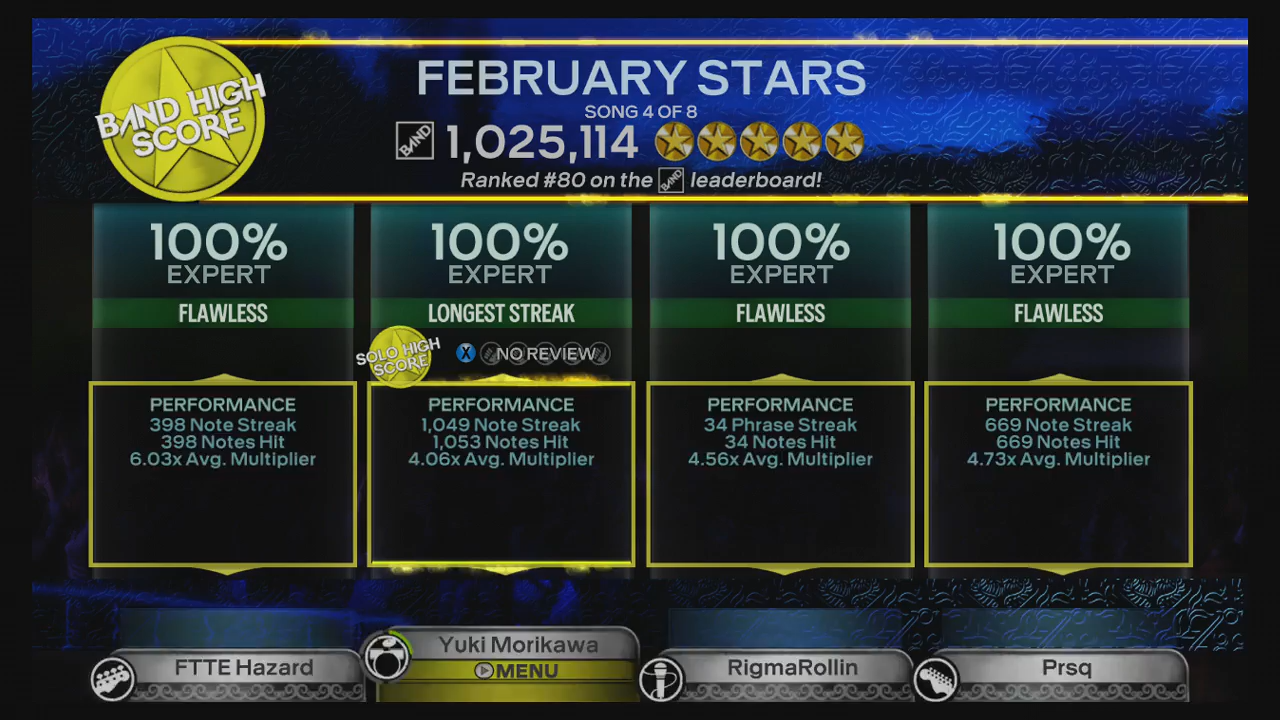 BAND HIGH
SCORE
FEBRUARY STARS
SONG 4 OF 8
BAND 1,025,114
Ranked #80 on the BAND leaderboard!
100%
EXPERT
FLAWLESS
PERFORMANCE
398 Note Streak
398 Notes Hit
6.03x Avg. Multiplier
FTTE Hazard
100%
EXPERT
LONGEST STREAK
SOLO HIGH
SCORE
X NO REVIEW
PERFORMANCE
1,049 Note Streak
1,053 Notes Hit
4.06x Avg. Multiplier
Yuki Morikawa
MENU
100%
EXPERT
FLAWLESS
PERFORMANCE
34 Phrase Streak
34 Notes Hit
4.56x Avg. Multiplier
RigmaRollin
100%
EXPERT
FLAWLESS
PERFORMANCE
669 Note Streak
669 Notes Hit
4.73x Avg. Multiplier
Prsq